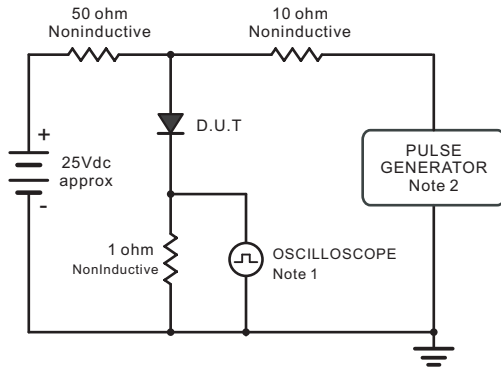 50 ohm
Noninductive
10 ohm
Noninductive
D.U.T
+
25Vdc
approx
-
PULSE
GENERATOR
Note 2
1 ohm
NonInductive
OSCILLOSCOPE
Note 1